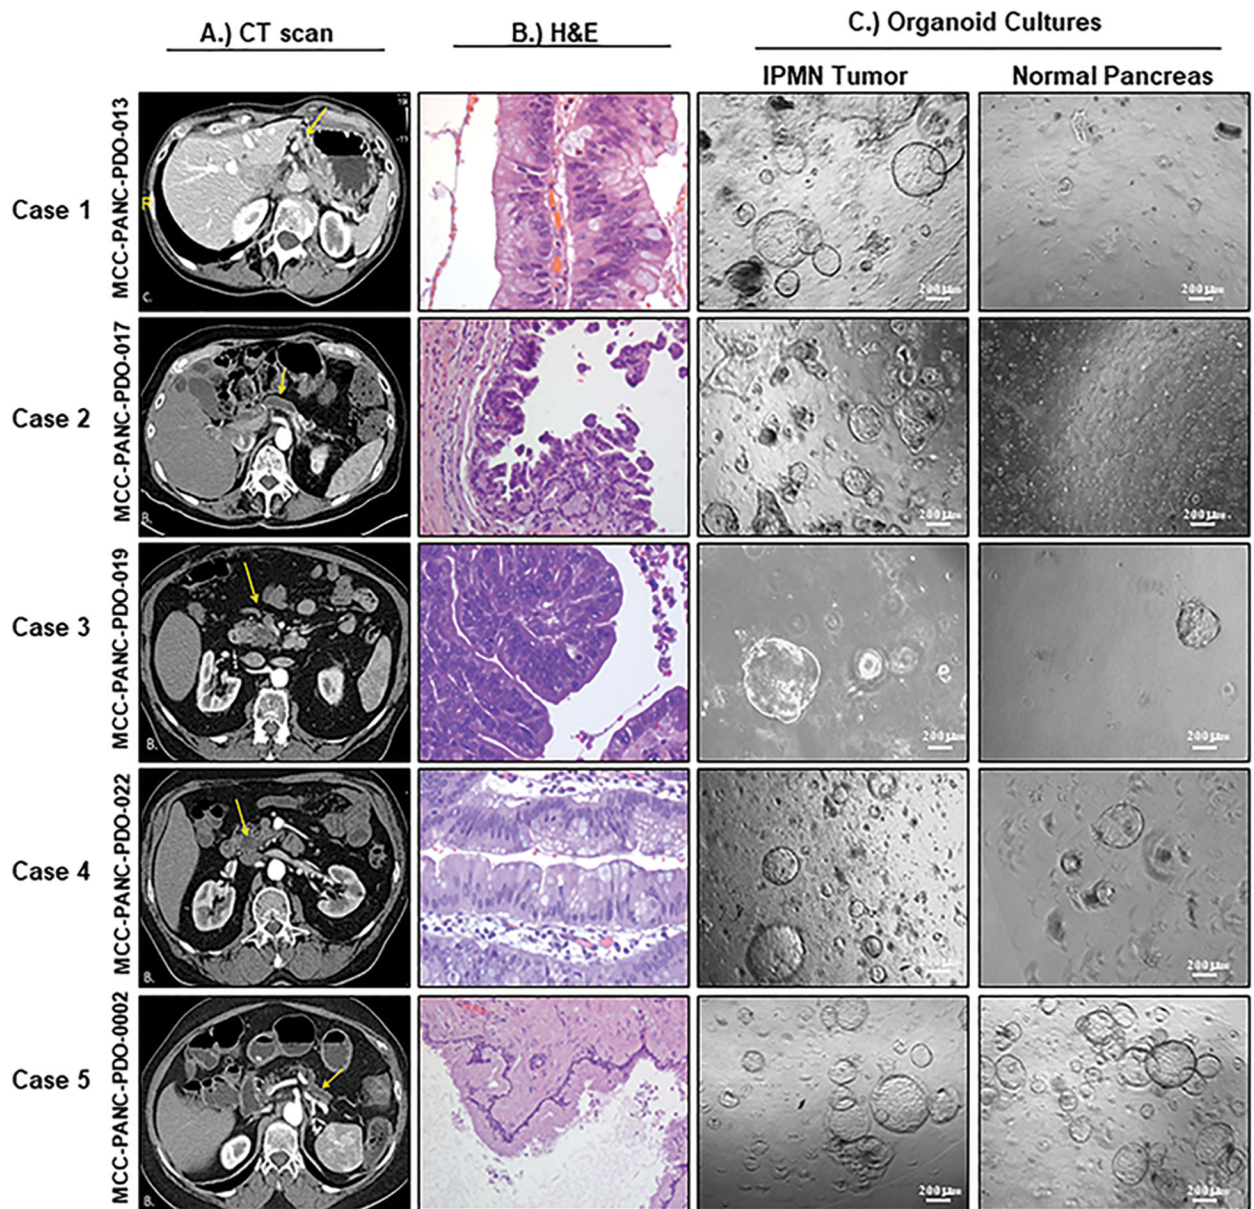 A.) CT scan
B.) H&E
C.) Organoid Cultures
IPMN Tumor
Normal Pancreas
Case 1
MCC-PANC-PDO-013
R
C.
200 µm
200 µm
Case 2
MCC-PANC-PDO-017
B.
200 µm
200 µm
Case 3
MCC-PANC-PDO-019
B.
200 µm
200 µm
Case 4
MCC-PANC-PDO-022
B.
200 µm
Case 5
MCC-PANC-PDO-0002
B.
200 µm
200 µm